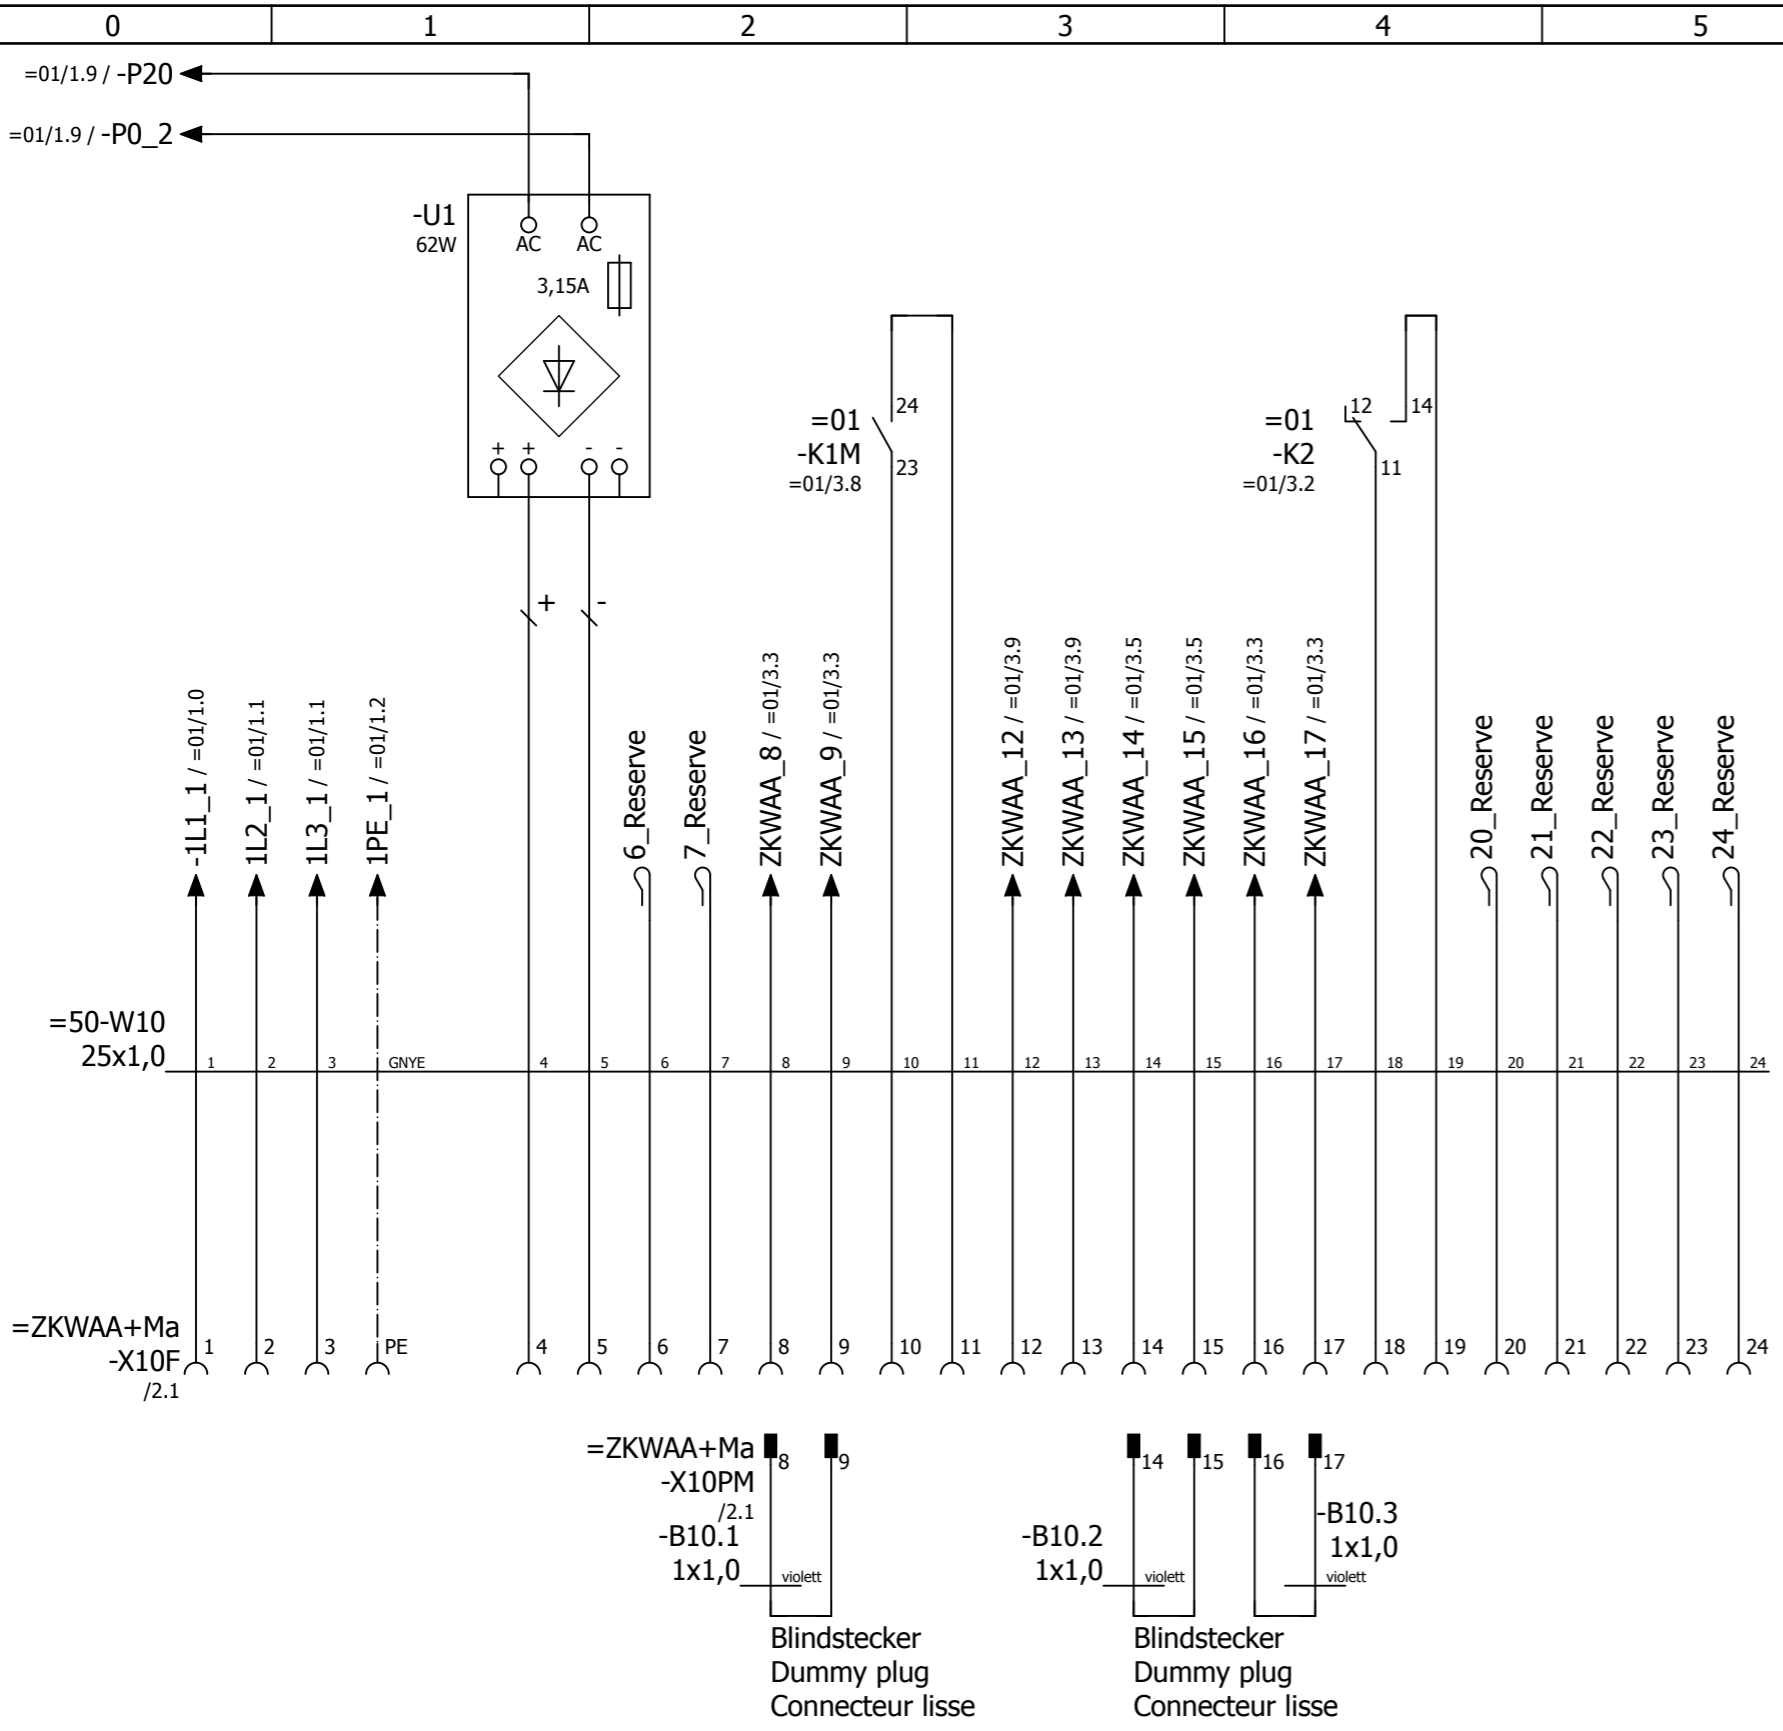 0 1 2 3 4 5
=01/1.9 / -P20
=01/1.9 / -P0_2
-U1
62W
AC AC
3,15A
+ + - -
=01
-K1M
=01/3.8
24
23
=01
-K2
=01/3.2
12 14
11
+ -
-1L1_1 / =01/1.0
1L2_1 / =01/1.1
1L3_1 / =01/1.1
1PE_1 / =01/1.2
6_Reserve
7_Reserve
ZKWAA_8 / =01/3.3
ZKWAA_9 / =01/3.3
ZKWAA_12 / =01/3.9
ZKWAA_13 / =01/3.9
ZKWAA_14 / =01/3.5
ZKWAA_15 / =01/3.5
ZKWAA_16 / =01/3.3
ZKWAA_17 / =01/3.3
20_Reserve
21_Reserve
22_Reserve
23_Reserve
24_Reserve
=50-W10
25x1,0
1 2 3 GNYE 4 5 6 7 8 9 10 11 12 13 14 15 16 17 18 19 20 21 22 23 24
=ZKWAA+Ma
-X10F
/2.1
1 2 3 PE 4 5 6 7 8 9 10 11 12 13 14 15 16 17 18 19 20 21 22 23 24
=ZKWAA+Ma
-X10PM
/2.1
8 9 14 15 16 17
-B10.1
1x1,0
violett
-B10.2
1x1,0
violett
-B10.3
1x1,0
violett
Blindstecker
Dummy plug
Connecteur lisse
Blindstecker
Dummy plug
Connecteur lisse